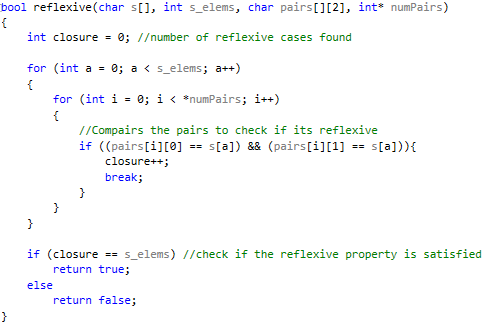 bool reflexive(char s[], int s_elems, char pairs[][2], int* numPairs)
{
    int closure = 0; //number of reflexive cases found

    for (int a = 0; a < s_elems; a++)
    {
        for (int i = 0; i < *numPairs; i++)
        {
            //Compairs the pairs to check if its reflexive
            if ((pairs[i][0] == s[a]) && (pairs[i][1] == s[a])){
                closure++;
                break;
            }
        }
    }

    if (closure == s_elems) //check if the reflexive property is satisfied
        return true;
    else
        return false;
}